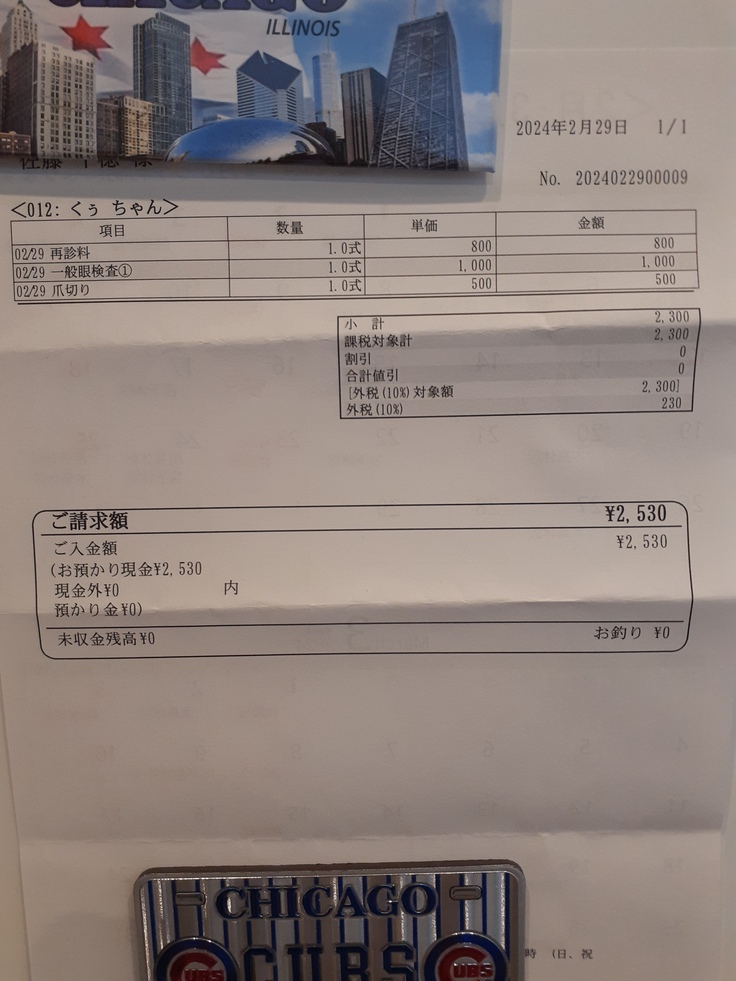 ILLINOIS
2024年2月29日 1/1
No. 2024022900009
<012: くぅ ちゃん>
項目 数量 単価 金額
02/29 再診料 1.0式 800 800
02/29 一般眼検査① 1.0式 1,000 1,000
02/29 爪切り 1.0式 500 500
小 計 2,300
課税対象計 2,300
割引 0
合計値引 0
[外税(10%)対象額 2,300]
外税(10%) 230
ご請求額 ¥2,530
ご入金額 ¥2,530
(お預かり現金¥2,530
現金外¥0 内
預かり金¥0)
未収金残高¥0 お釣り ¥0
CHICAGO
CUBS CUBS CUBS
時 (日、祝